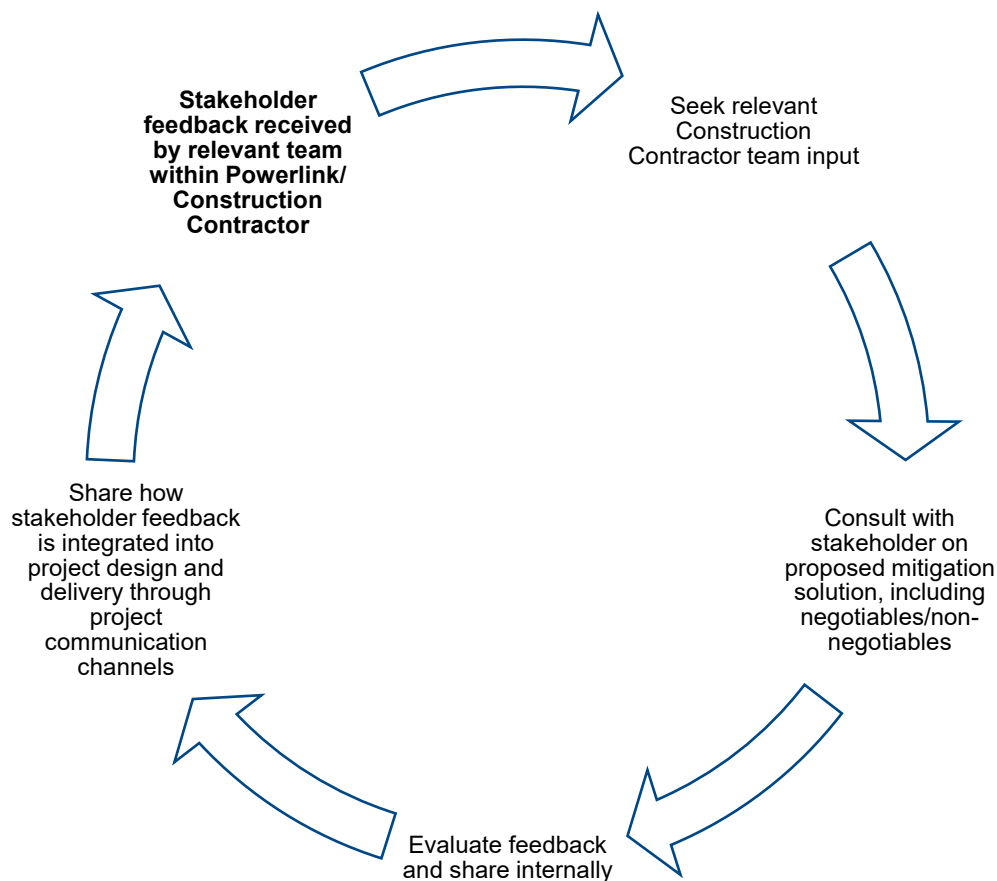 Stakeholder
feedback received
by relevant team
within Powerlink/
Construction
Contractor
Seek relevant
Construction
Contractor team input
Consult with
stakeholder on
proposed mitigation
solution, including
negotiables/non-
negotiables
Evaluate feedback
and share internally
Share how
stakeholder feedback
is integrated into
project design and
delivery through
project
communication
channels